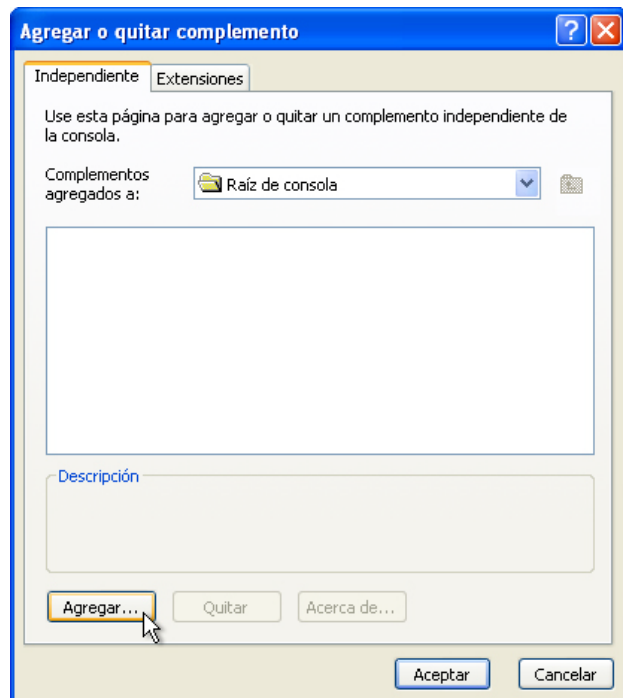 Agregar o quitar complemento
Independiente
Extensiones
Use esta página para agregar o quitar un complemento independiente de
la consola.
Complementos
agregados a:
Raíz de consola
Descripción
Agregar...
Quitar
Acerca de...
Aceptar
Cancelar